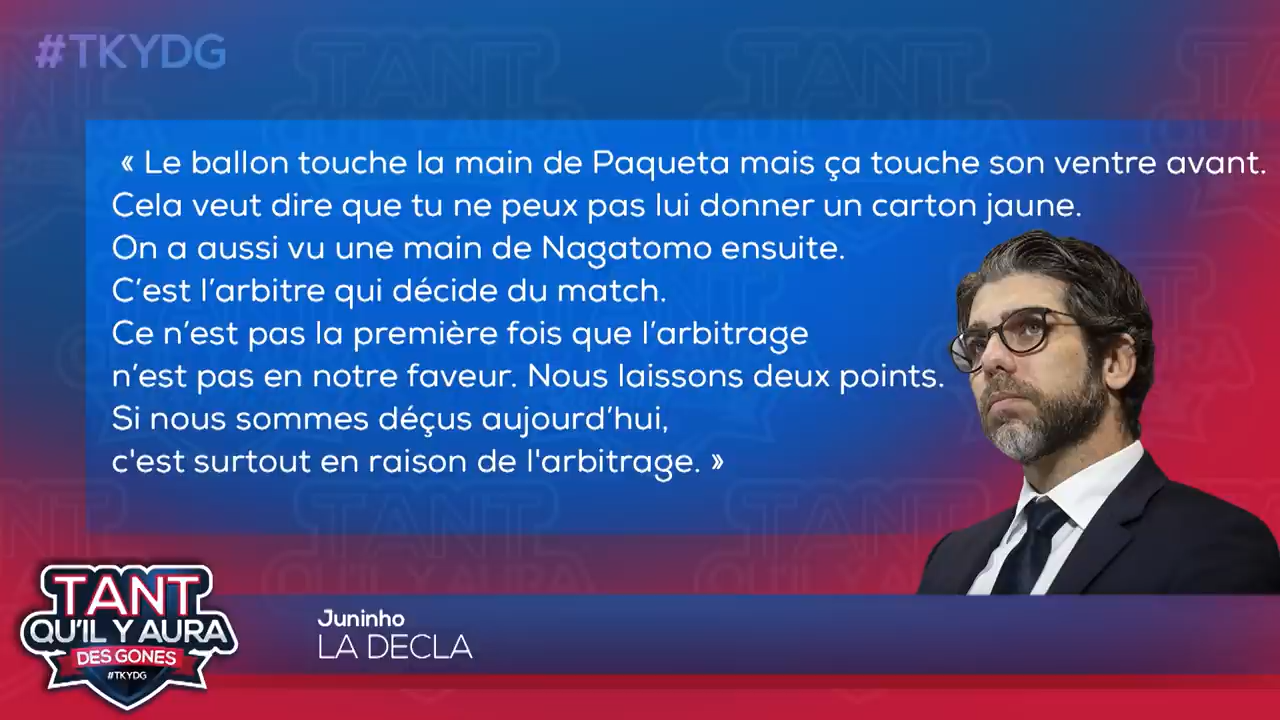 #TKYDG
« Le ballon touche la main de Paqueta mais ça touche son ventre avant.
Cela veut dire que tu ne peux pas lui donner un carton jaune.
On a aussi vu une main de Nagatomo ensuite.
C’est l’arbitre qui décide du match.
Ce n’est pas la première fois que l’arbitrage
n’est pas en notre faveur. Nous laissons deux points.
Si nous sommes déçus aujourd’hui,
c'est surtout en raison de l'arbitrage. »
TANT
QU'IL Y AURA
DES GONES
#TKYDG
Juninho
LA DECLA